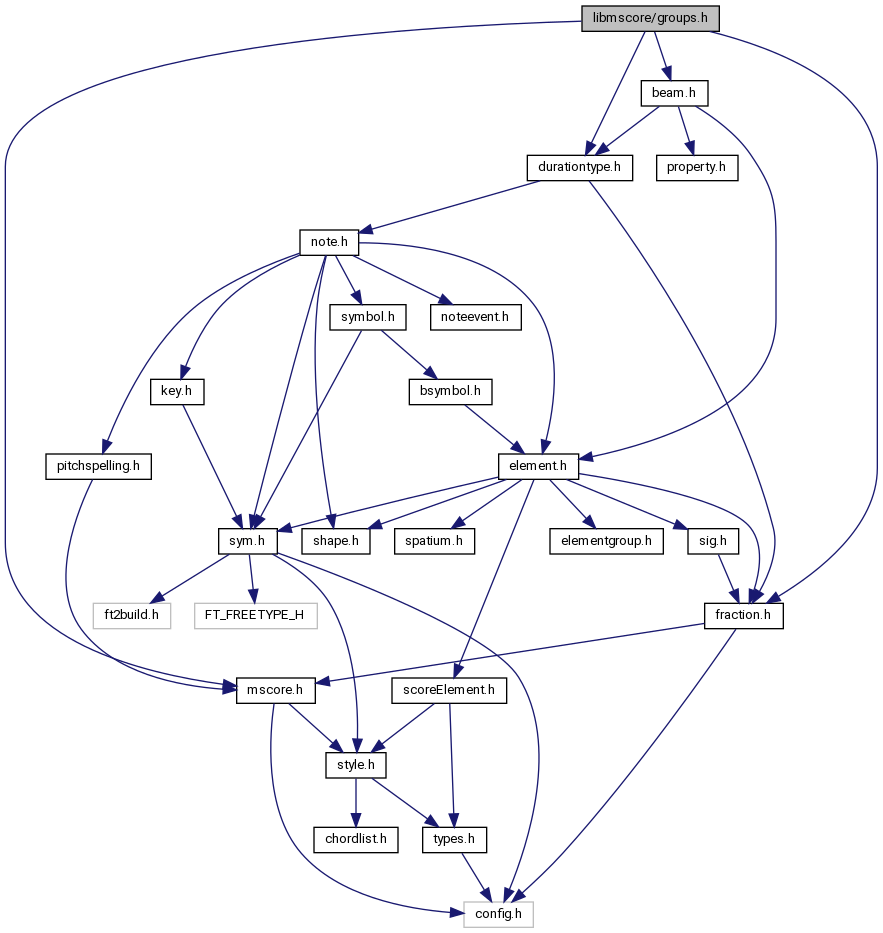 libmscore/groups.h
beam.h
durationtype.h
property.h
note.h
symbol.h
noteevent.h
key.h
bsymbol.h
pitchspelling.h
element.h
sym.h
shape.h
spatium.h
elementgroup.h
sig.h
ft2build.h
FT_FREETYPE_H
fraction.h
mscore.h
scoreElement.h
style.h
chordlist.h
types.h
config.h